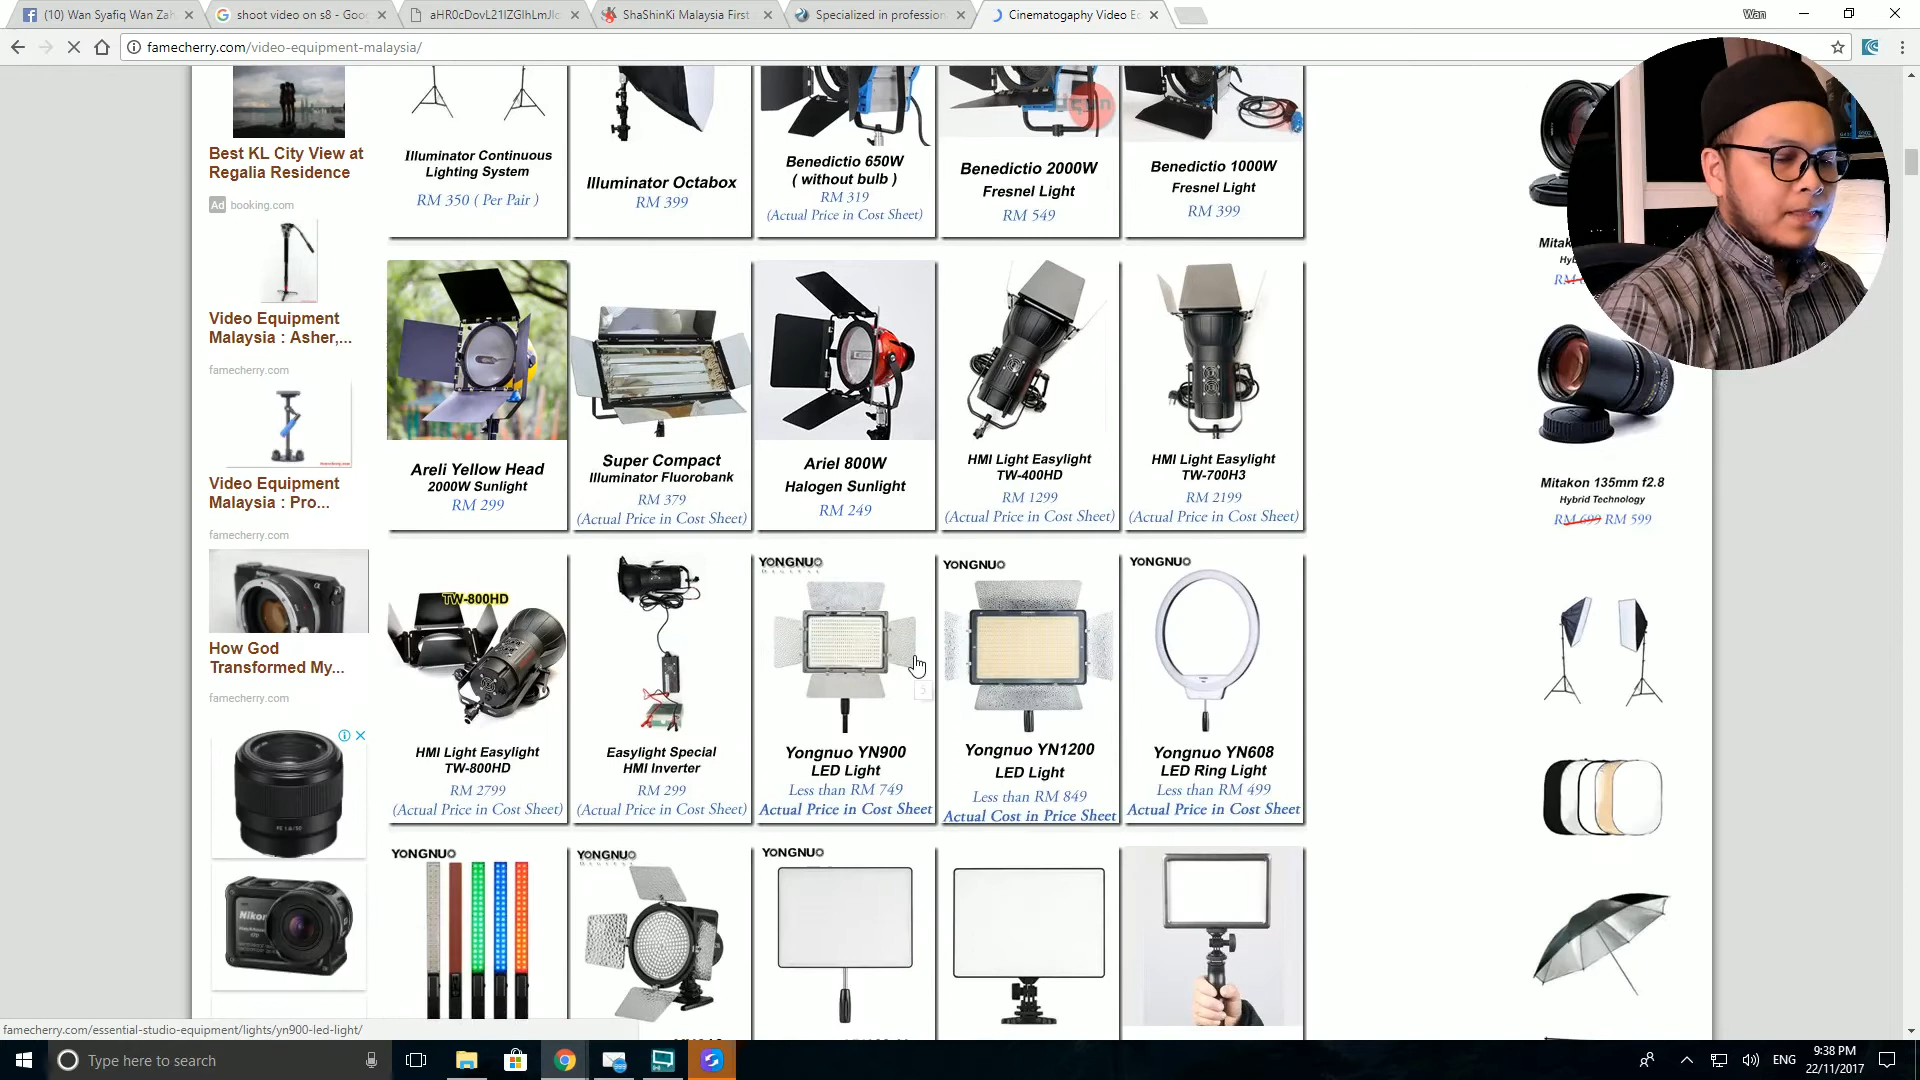 (10) Wan Syafiq Wan Zah
shoot video on s8 - Goog
aHR0cDovL21lZGlhLmJlc
ShaShinKi Malaysia First
Specialized in profession
Cinematogaphy Video Ec
Wan
famecherry.com/video-equipment-malaysia/
Best KL City View at
Regalia Residence
Ad booking.com
Video Equipment
Malaysia : Asher,...
famecherry.com
Video Equipment
Malaysia : Pro...
famecherry.com
How God
Transformed My...
famecherry.com
Nikon
Illuminator Continuous
Lighting System
RM 350 ( Per Pair )
Illuminator Octabox
RM 399
Benedictio 650W
( without bulb )
RM 319
(Actual Price in Cost Sheet)
Benedictio 2000W
Fresnel Light
RM 549
Benedictio 1000W
Fresnel Light
RM 399
Areli Yellow Head
2000W Sunlight
RM 299
Super Compact
Illuminator Fluorobank
RM 379
(Actual Price in Cost Sheet)
Ariel 800W
Halogen Sunlight
RM 249
HMI Light Easylight
TW-400HD
RM 1299
(Actual Price in Cost Sheet)
HMI Light Easylight
TW-700H3
RM 2199
(Actual Price in Cost Sheet)
TW-800HD
HMI Light Easylight
TW-800HD
RM 2799
(Actual Price in Cost Sheet)
Easylight Special
HMI Inverter
RM 299
(Actual Price in Cost Sheet)
YONGNUO
DIGITAL
Yongnuo YN900
LED Light
Less than RM 749
Actual Price in Cost Sheet
YONGNUO
Yongnuo YN1200
LED Light
Less than RM 849
Actual Cost in Price Sheet
YONGNUO
Yongnuo YN608
LED Ring Light
Less than RM 499
Actual Price in Cost Sheet
YONGNUO
YONGNUO
DIGITAL
YONGNUO
Mitak
Hyb
RM
Mitakon 135mm f2.8
Hybrid Technology
RM 699 RM 599
famecherry.com/essential-studio-equipment/lights/yn900-led-light/
Type here to search
ENG
9:38 PM
22/11/2017